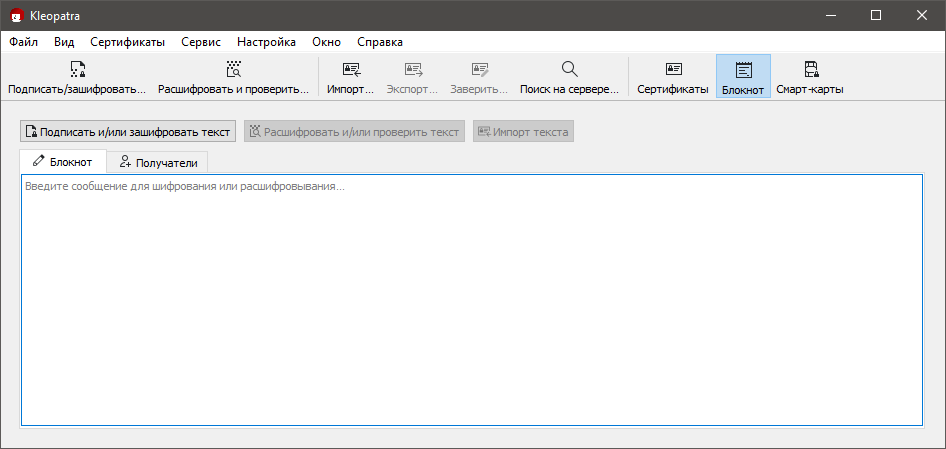 Kleopatra
Файл Вид Сертификаты Сервис Настройка Окно Справка
Подписать/зашифровать... Расшифровать и проверить... Импорт... Экспорт... Заверить... Поиск на сервере... Сертификаты Блокнот Смарт-карты
Подписать и/или зашифровать текст Расшифровать и/или проверить текст Импорт текста
Блокнот Получатели
Введите сообщение для шифрования или расшифровывания...